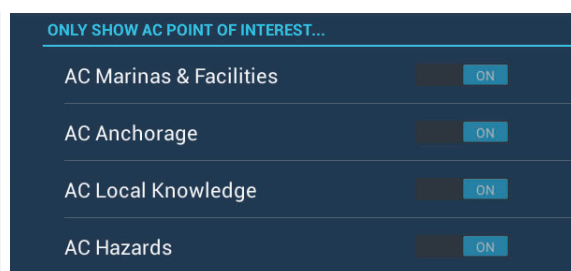 ONLY SHOW AC POINT OF INTEREST...
AC Marinas & Facilities ON
AC Anchorage ON
AC Local Knowledge ON
AC Hazards ON